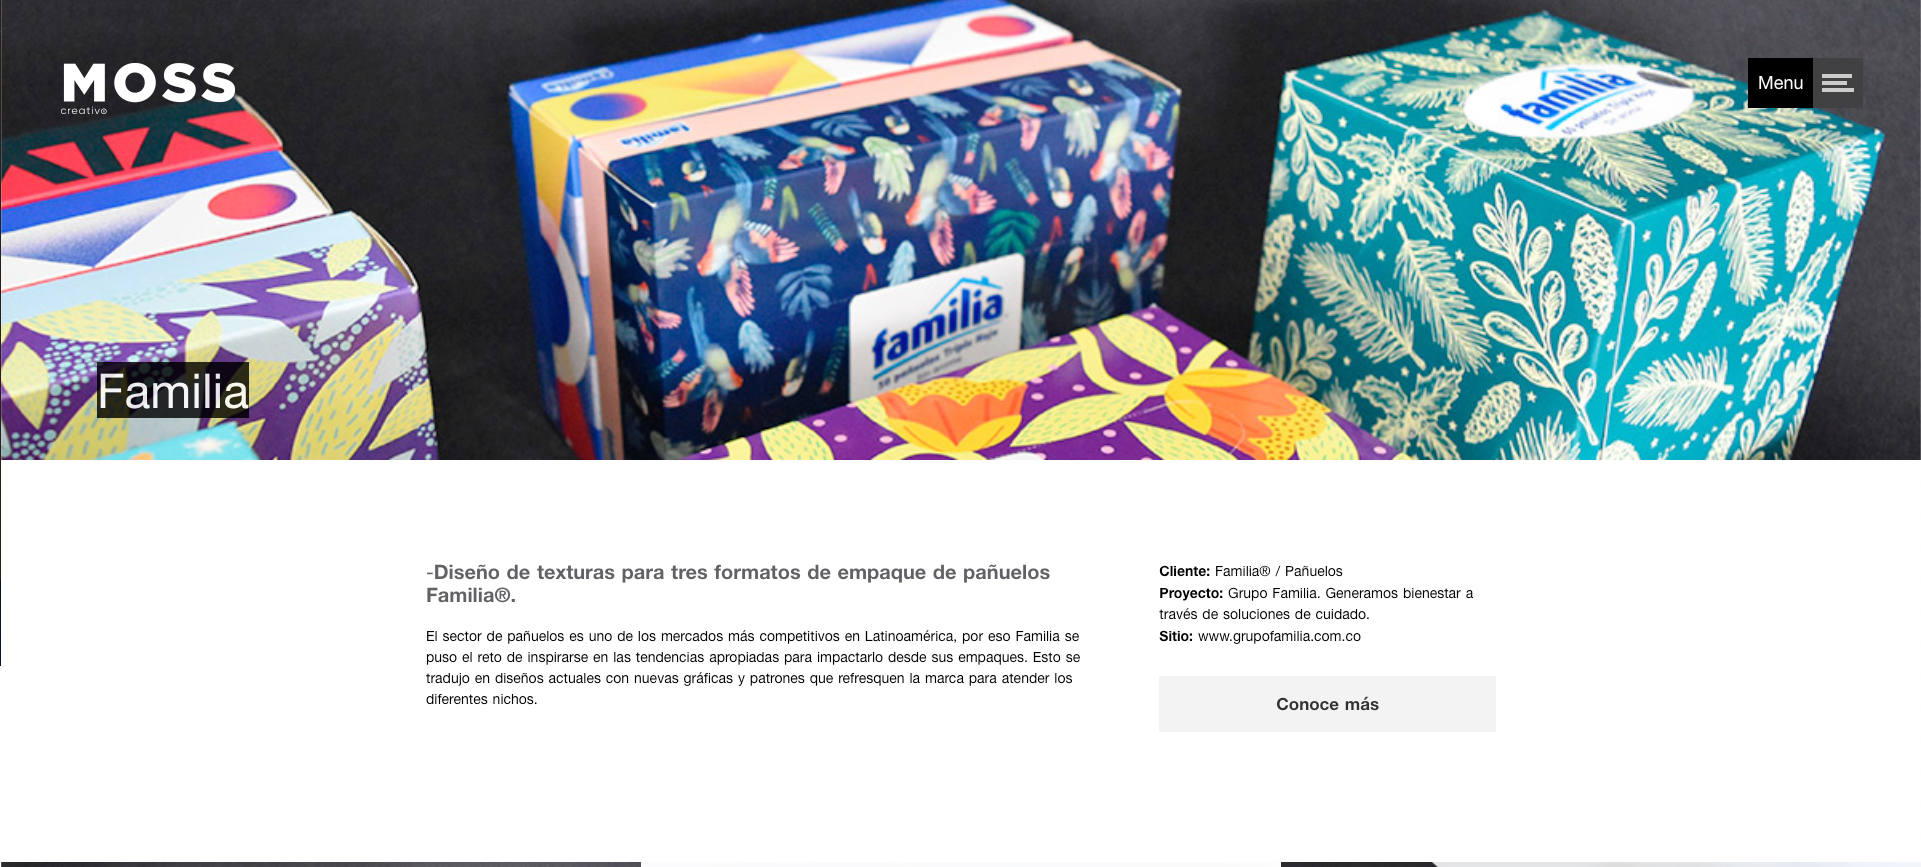 MOSS
creativo
Menu
familia
familia
familia
50 pañuelos Triple Hoja
Familia
-Diseño de texturas para tres formatos de empaque de pañuelos
Familia®.
El sector de pañuelos es uno de los mercados más competitivos en Latinoamérica, por eso Familia se
puso el reto de inspirarse en las tendencias apropiadas para impactarlo desde sus empaques. Esto se
tradujo en diseños actuales con nuevas gráficas y patrones que refresquen la marca para atender los
diferentes nichos.
Cliente: Familia® / Pañuelos
Proyecto: Grupo Familia. Generamos bienestar a
través de soluciones de cuidado.
Sitio: www.grupofamilia.com.co
Conoce más